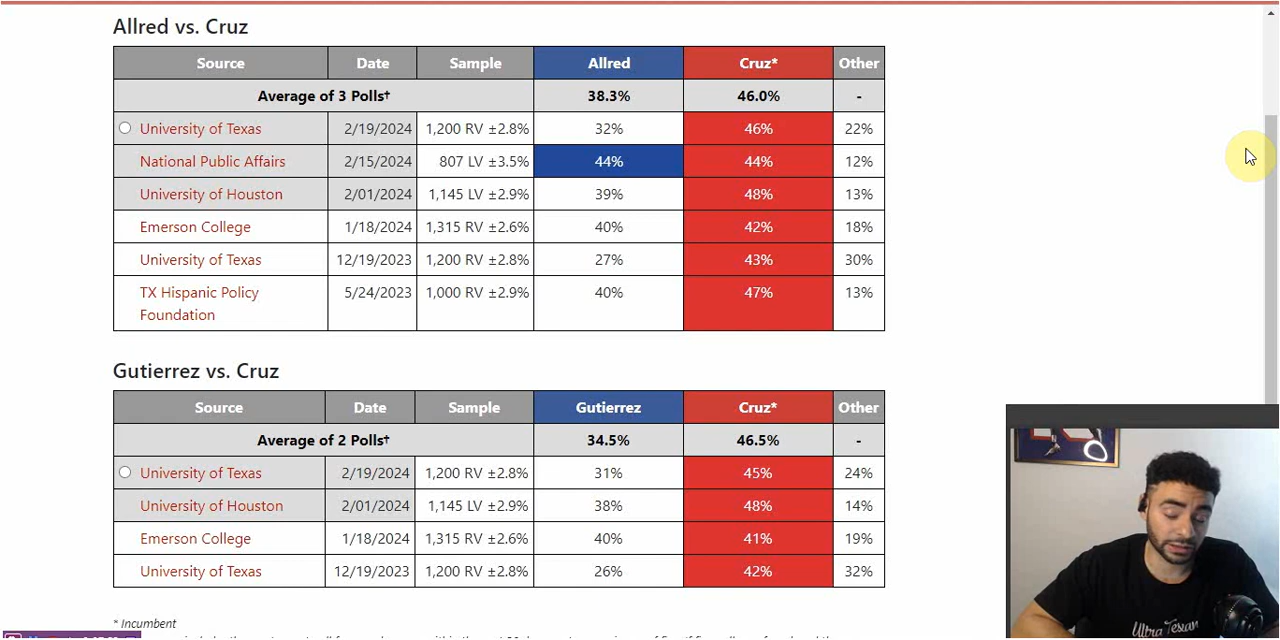 Allred vs. Cruz
Source Date Sample Allred Cruz* Other
Average of 3 Polls† 38.3% 46.0% -
University of Texas 2/19/2024 1,200 RV ±2.8% 32% 46% 22%
National Public Affairs 2/15/2024 807 LV ±3.5% 44% 44% 12%
University of Houston 2/01/2024 1,145 LV ±2.9% 39% 48% 13%
Emerson College 1/18/2024 1,315 RV ±2.6% 40% 42% 18%
University of Texas 12/19/2023 1,200 RV ±2.8% 27% 43% 30%
TX Hispanic Policy 5/24/2023 1,000 RV ±2.9% 40% 47% 13%
Foundation
Gutierrez vs. Cruz
Source Date Sample Gutierrez Cruz* Other
Average of 2 Polls† 34.5% 46.5% -
University of Texas 2/19/2024 1,200 RV ±2.8% 31% 45% 24%
University of Houston 2/01/2024 1,145 LV ±2.9% 38% 48% 14%
Emerson College 1/18/2024 1,315 RV ±2.6% 40% 41% 19%
University of Texas 12/19/2023 1,200 RV ±2.8% 26% 42% 32%
* Incumbent
Ultra